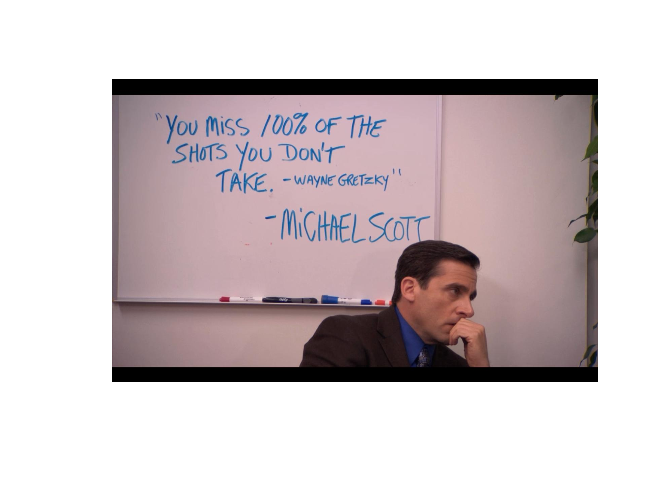 "YOU MISS 100% OF THE
SHOTS YOU DON'T
TAKE. - WAYNE GRETZKY"
- MICHAEL SCOTT